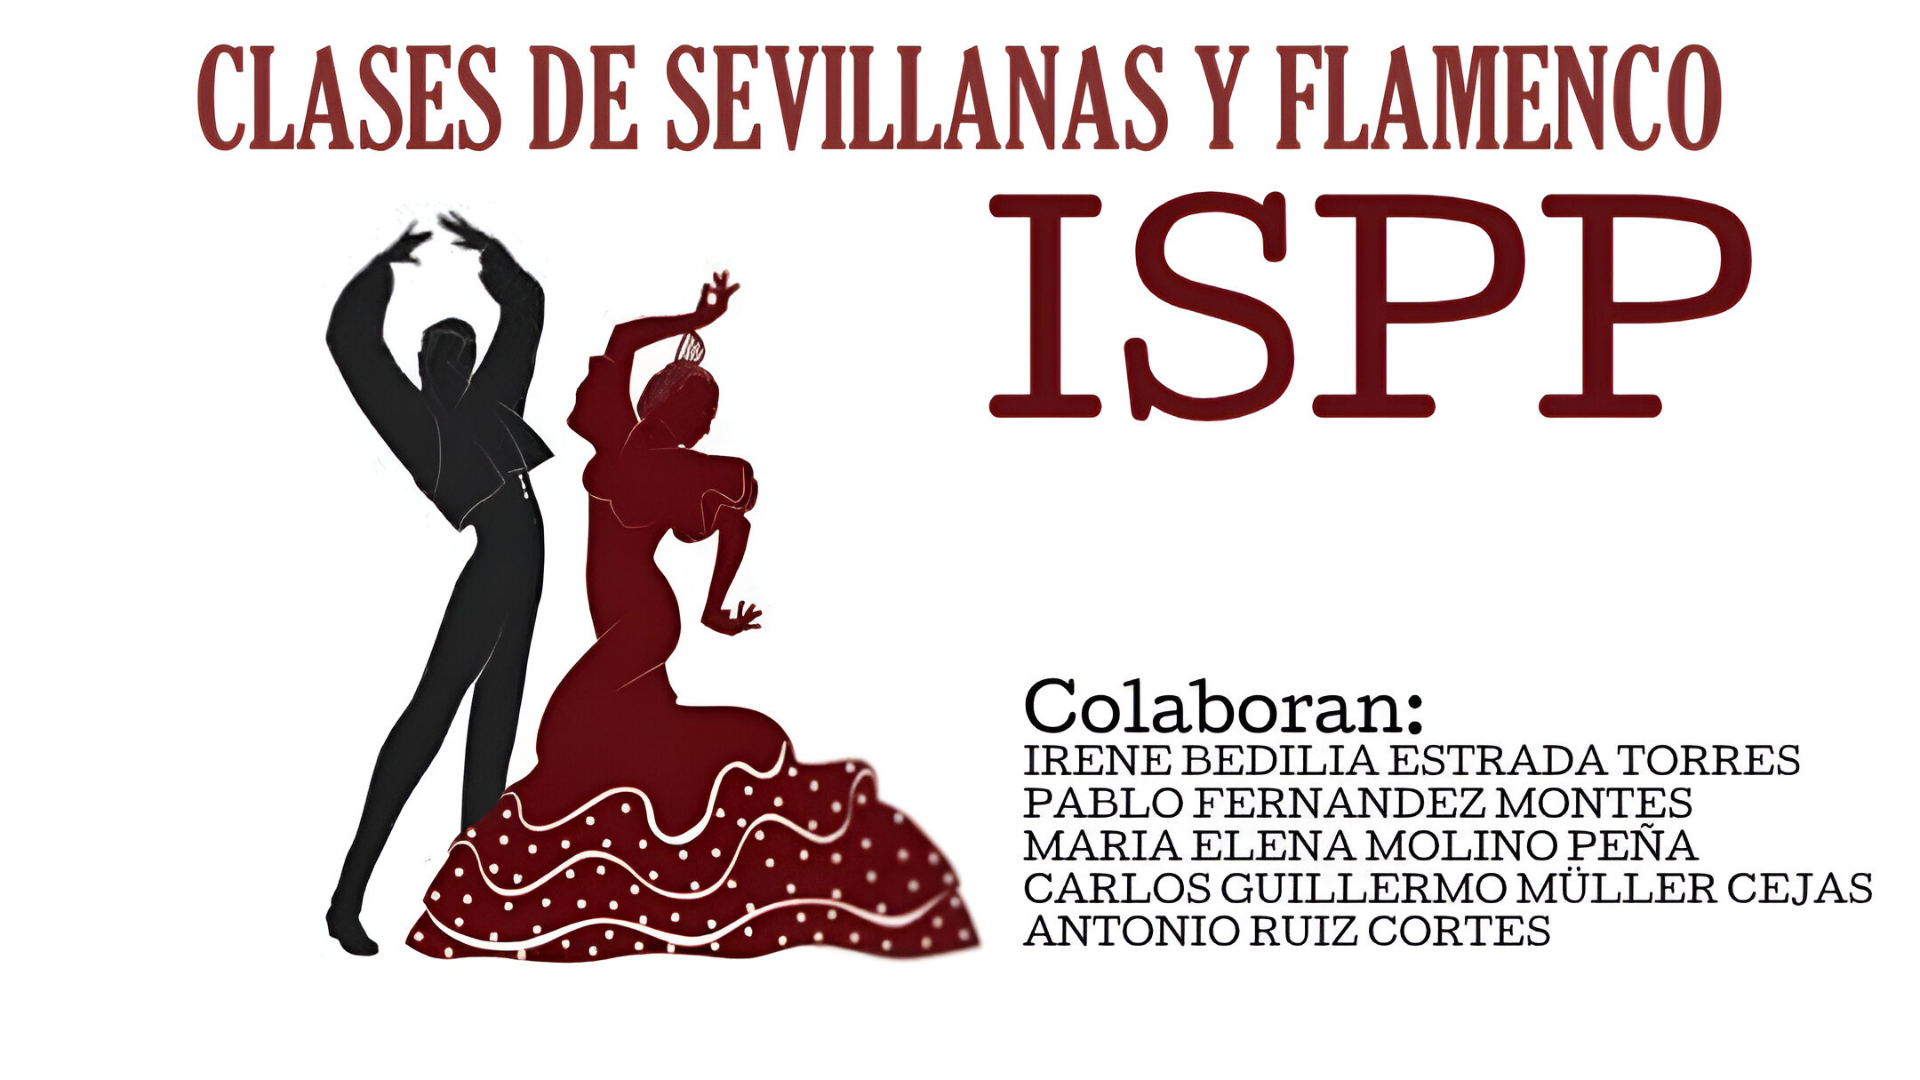 CLASES DE SEVILLANAS Y FLAMENCO
ISPP
Colaboran:
IRENE BEDILIA ESTRADA TORRES
PABLO FERNANDEZ MONTES
MARIA ELENA MOLINO PEÑA
CARLOS GUILLERMO MÜLLER CEJAS
ANTONIO RUIZ CORTES